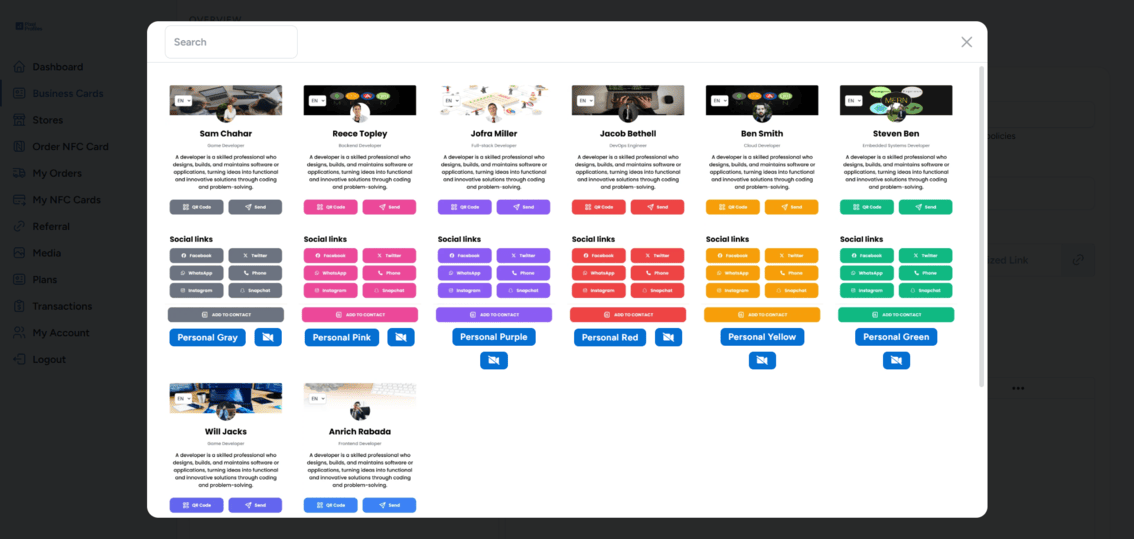 OVERVIEW
Search
Dashboard
Business Cards
Stores
Order NFC Card
My Orders
My NFC Cards
Referral
Media
Plans
Transactions
My Account
Logout
policies
zed Link
EN
Sam Chahar
Game Developer
A developer is a skilled professional who
designs, builds, and maintains software or
applications, turning ideas into functional
and innovative solutions through coding
and problem-solving.
QR Code
Send
Social links
Facebook
Twitter
WhatsApp
Phone
Instagram
Snapchat
ADD TO CONTACT
Personal Gray
EN
Reece Topley
Backend Developer
A developer is a skilled professional who
designs, builds, and maintains software or
applications, turning ideas into functional
and innovative solutions through coding
and problem-solving.
QR Code
Send
Social links
Facebook
Twitter
WhatsApp
Phone
Instagram
Snapchat
ADD TO CONTACT
Personal Pink
EN
Jofra Miller
Full-stack Developer
A developer is a skilled professional who
designs, builds, and maintains software or
applications, turning ideas into functional
and innovative solutions through coding
and problem-solving.
QR Code
Send
Social links
Facebook
Twitter
WhatsApp
Phone
Instagram
Snapchat
ADD TO CONTACT
Personal Purple
EN
Jacob Bethell
DevOps Engineer
A developer is a skilled professional who
designs, builds, and maintains software or
applications, turning ideas into functional
and innovative solutions through coding
and problem-solving.
QR Code
Send
Social links
Facebook
Twitter
WhatsApp
Phone
Instagram
Snapchat
ADD TO CONTACT
Personal Red
EN
Ben Smith
Cloud Developer
A developer is a skilled professional who
designs, builds, and maintains software or
applications, turning ideas into functional
and innovative solutions through coding
and problem-solving.
QR Code
Send
Social links
Facebook
Twitter
WhatsApp
Phone
Instagram
Snapchat
ADD TO CONTACT
Personal Yellow
EN
MERN
Steven Ben
Embedded Systems Developer
A developer is a skilled professional who
designs, builds, and maintains software or
applications, turning ideas into functional
and innovative solutions through coding
and problem-solving.
QR Code
Send
Social links
Facebook
Twitter
WhatsApp
Phone
Instagram
Snapchat
ADD TO CONTACT
Personal Green
EN
Will Jacks
Game Developer
A developer is a skilled professional who
designs, builds, and maintains software or
applications, turning ideas into functional
and innovative solutions through coding
and problem-solving.
QR Code
Send
EN
Anrich Rabada
Frontend Developer
A developer is a skilled professional who
designs, builds, and maintains software or
applications, turning ideas into functional
and innovative solutions through coding
and problem-solving.
QR Code
Send